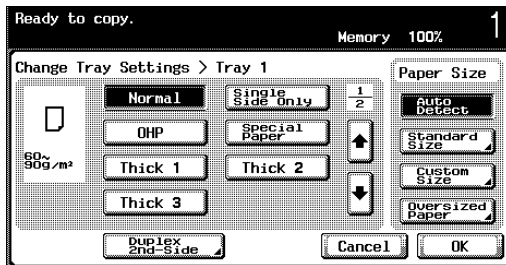 Ready to copy.
Memory 100%
1
Change Tray Settings > Tray 1
Paper Size
Normal
Single
Side Only
1
2
OHP
Special
Paper
60~
90g/m²
Thick 1
Thick 2
Thick 3
Duplex
2nd-Side
Auto
Detect
Standard
Size
Custom
Size
Oversized
Paper
Cancel
OK